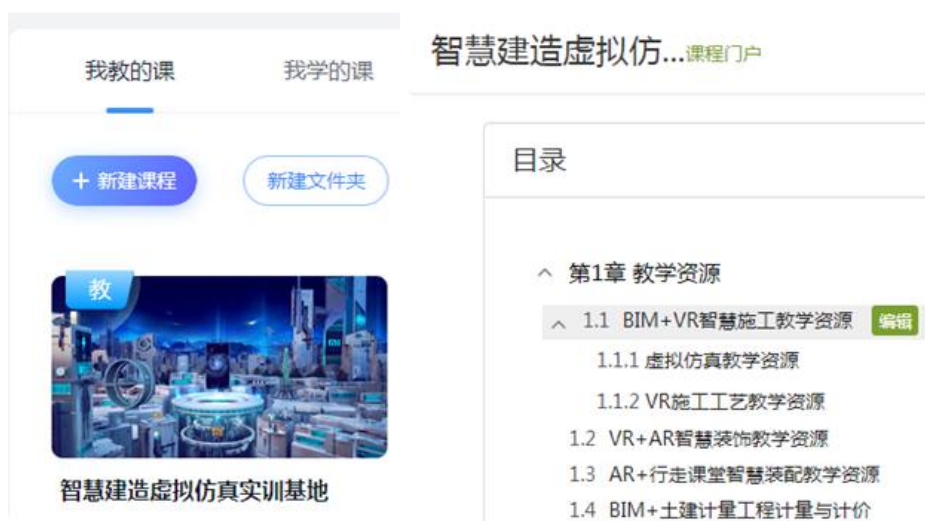 我教的课
我学的课
+ 新建课程
新建文件夹
教
智慧建造虚拟仿真实训基地
智慧建造虚拟仿...课程门户
目录
第1章 教学资源
1.1 BIM+VR智慧施工教学资源 编辑
1.1.1 虚拟仿真教学资源
1.1.2 VR施工工艺教学资源
1.2 VR+AR智慧装饰教学资源
1.3 AR+行走课堂智慧装配教学资源
1.4 BIM+土建计量工程计量与计价